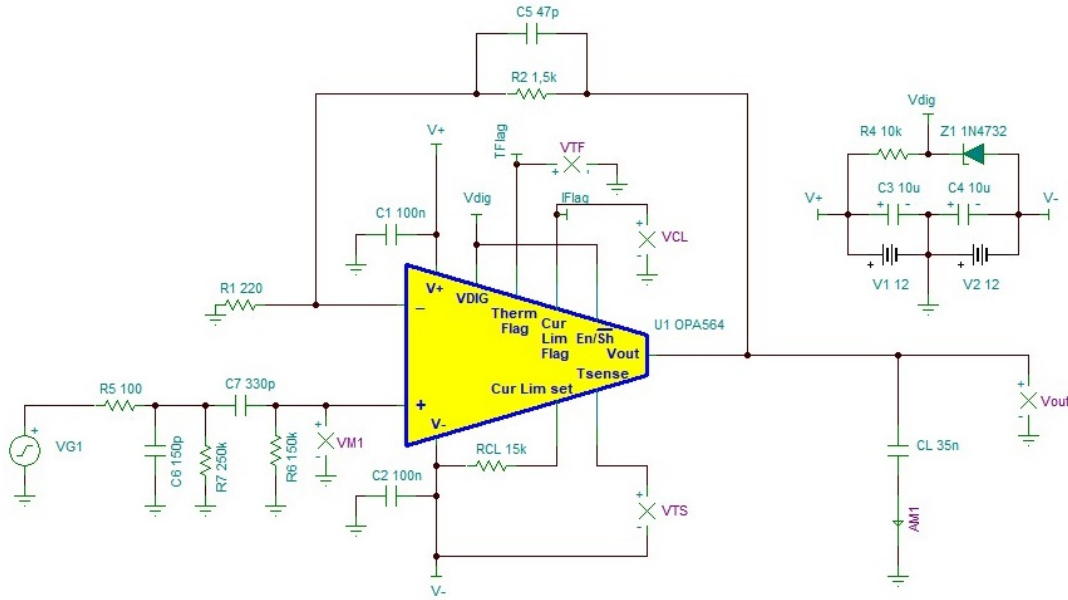 C5 47p
R2 1,5k
V+
TFlag
VTF
+
-
Vdig
IFlag
C1 100n
+
VCL
-
R1 220
V+
VDIG
Therm
Flag
Cur
Lim
Flag
En/Sh
Vout
–
U1 OPA564
Tsense
Cur Lim set
+
V-
R5 100
C7 330p
+
VG1
C6 150p
R7 250k
R6 150k
+
VM1
-
C2 100n
RCL 15k
+
VTS
-
V-
CL 35n
AM1
+
Vout
-
Vdig
R4 10k
Z1 1N4732
C3 10u
C4 10u
V+
+
-
+
-
V-
+
+
V1 12
V2 12